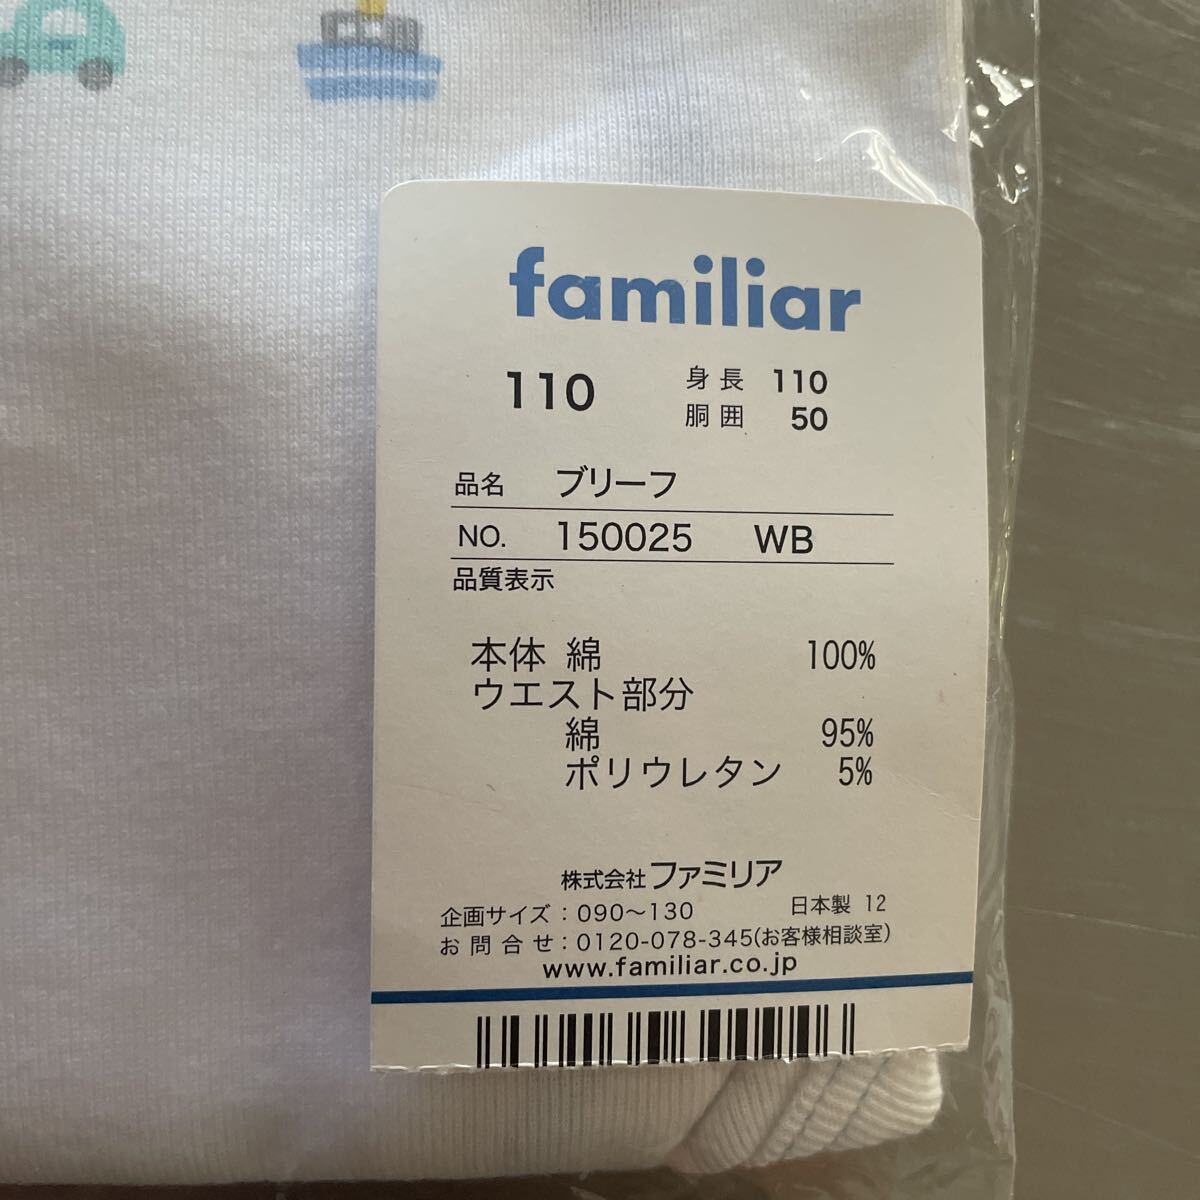 familiar
110 身長 110
胴囲 50
品名 ブリーフ
NO. 150025 WB
品質表示
本体 綿 100%
ウエスト部分
綿 95%
ポリウレタン 5%
株式会社ファミリア
企画サイズ：090〜130 日本製 12
お問合せ：0120-078-345(お客様相談室)
www.familiar.co.jp